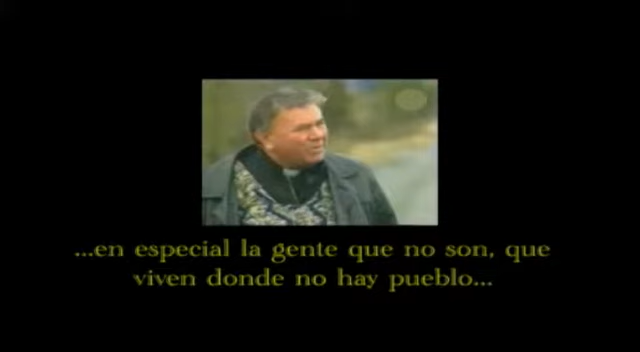 ...en especial la gente que no son, que
viven donde no hay pueblo...